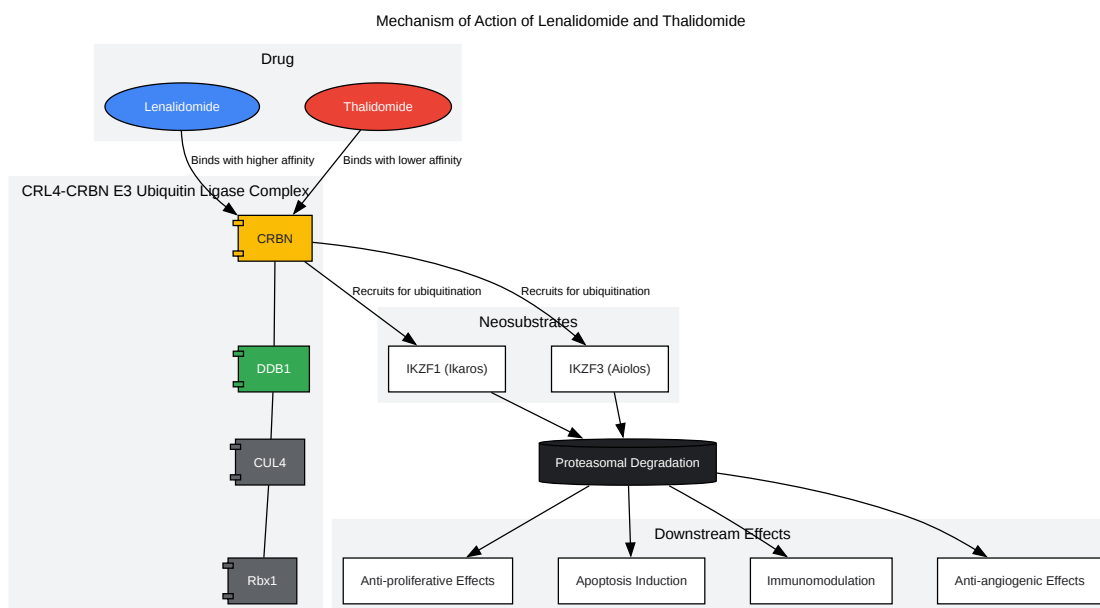 Mechanism of Action of Lenalidomide and Thalidomide
Drug
Lenalidomide
Thalidomide
Binds with higher affinity
Binds with lower affinity
CRL4-CRBN E3 Ubiquitin Ligase Complex
CRBN
Recruits for ubiquitination
Recruits for ubiquitination
Neosubstrates
DDB1
IKZF1 (Ikaros)
IKZF3 (Aiolos)
CUL4
Proteasomal Degradation
Downstream Effects
Rbx1
Anti-proliferative Effects
Apoptosis Induction
Immunomodulation
Anti-angiogenic Effects